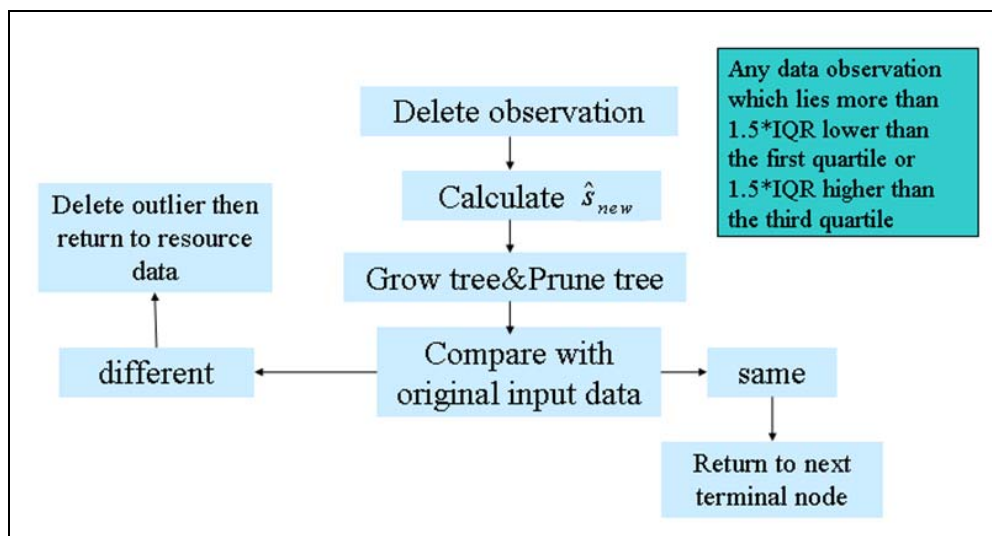 Delete observation
Any data observation
which lies more than
1.5*IQR lower than
the first quartile or
1.5*IQR higher than
the third quartile
Calculate ŝ new
Delete outlier then
return to resource
data
Grow tree&Prune tree
different
Compare with
original input data
same
Return to next
terminal node